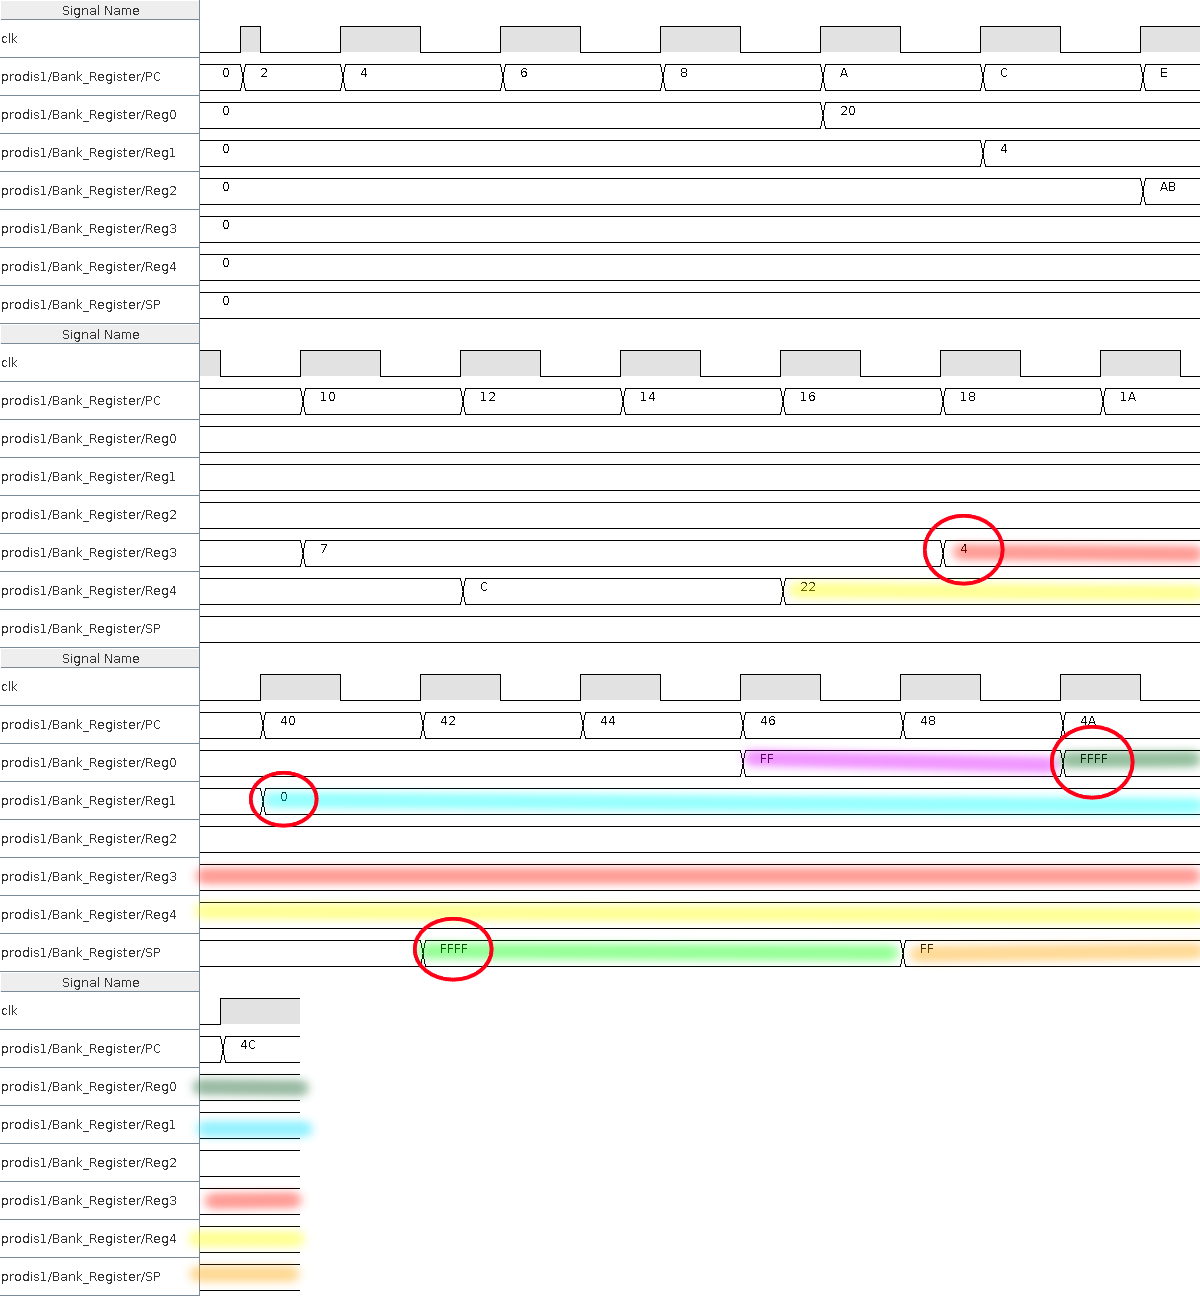 Signal Name
clk
prodis1/Bank_Register/PC 0 2 4 6 8 A C E
prodis1/Bank_Register/Reg0 0 20
prodis1/Bank_Register/Reg1 0 4
prodis1/Bank_Register/Reg2 0 AB
prodis1/Bank_Register/Reg3 0
prodis1/Bank_Register/Reg4 0
prodis1/Bank_Register/SP 0
Signal Name
clk
prodis1/Bank_Register/PC 10 12 14 16 18 1A
prodis1/Bank_Register/Reg0
prodis1/Bank_Register/Reg1
prodis1/Bank_Register/Reg2
prodis1/Bank_Register/Reg3 7 4
prodis1/Bank_Register/Reg4 C 22
prodis1/Bank_Register/SP
Signal Name
clk
prodis1/Bank_Register/PC 40 42 44 46 48 4A
prodis1/Bank_Register/Reg0 FF FFFF
prodis1/Bank_Register/Reg1 0
prodis1/Bank_Register/Reg2
prodis1/Bank_Register/Reg3
prodis1/Bank_Register/Reg4
prodis1/Bank_Register/SP FFFF FF
Signal Name
clk
prodis1/Bank_Register/PC 4C
prodis1/Bank_Register/Reg0
prodis1/Bank_Register/Reg1
prodis1/Bank_Register/Reg2
prodis1/Bank_Register/Reg3
prodis1/Bank_Register/Reg4
prodis1/Bank_Register/SP